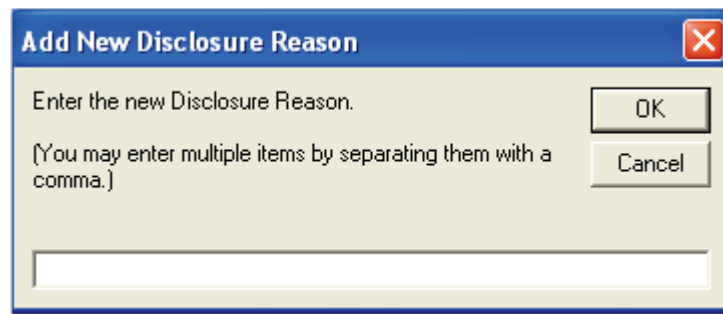 Add New Disclosure Reason
Enter the new Disclosure Reason.
OK
(You may enter multiple items by separating them with a
comma.)
Cancel